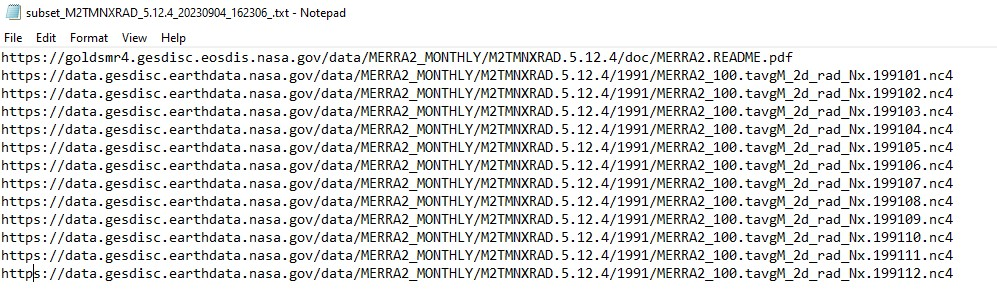 subset_M2TMNXRAD_5.12.4_20230904_162306_.txt - Notepad
File Edit Format View Help
https://goldsmr4.gesdisc.eosdis.nasa.gov/data/MERRA2_MONTHLY/M2TMNXRAD.5.12.4/doc/MERRA2.README.pdf
https://data.gesdisc.earthdata.nasa.gov/data/MERRA2_MONTHLY/M2TMNXRAD.5.12.4/1991/MERRA2_100.tavgM_2d_rad_Nx.199101.nc4
https://data.gesdisc.earthdata.nasa.gov/data/MERRA2_MONTHLY/M2TMNXRAD.5.12.4/1991/MERRA2_100.tavgM_2d_rad_Nx.199102.nc4
https://data.gesdisc.earthdata.nasa.gov/data/MERRA2_MONTHLY/M2TMNXRAD.5.12.4/1991/MERRA2_100.tavgM_2d_rad_Nx.199103.nc4
https://data.gesdisc.earthdata.nasa.gov/data/MERRA2_MONTHLY/M2TMNXRAD.5.12.4/1991/MERRA2_100.tavgM_2d_rad_Nx.199104.nc4
https://data.gesdisc.earthdata.nasa.gov/data/MERRA2_MONTHLY/M2TMNXRAD.5.12.4/1991/MERRA2_100.tavgM_2d_rad_Nx.199105.nc4
https://data.gesdisc.earthdata.nasa.gov/data/MERRA2_MONTHLY/M2TMNXRAD.5.12.4/1991/MERRA2_100.tavgM_2d_rad_Nx.199106.nc4
https://data.gesdisc.earthdata.nasa.gov/data/MERRA2_MONTHLY/M2TMNXRAD.5.12.4/1991/MERRA2_100.tavgM_2d_rad_Nx.199107.nc4
https://data.gesdisc.earthdata.nasa.gov/data/MERRA2_MONTHLY/M2TMNXRAD.5.12.4/1991/MERRA2_100.tavgM_2d_rad_Nx.199108.nc4
https://data.gesdisc.earthdata.nasa.gov/data/MERRA2_MONTHLY/M2TMNXRAD.5.12.4/1991/MERRA2_100.tavgM_2d_rad_Nx.199109.nc4
https://data.gesdisc.earthdata.nasa.gov/data/MERRA2_MONTHLY/M2TMNXRAD.5.12.4/1991/MERRA2_100.tavgM_2d_rad_Nx.199110.nc4
https://data.gesdisc.earthdata.nasa.gov/data/MERRA2_MONTHLY/M2TMNXRAD.5.12.4/1991/MERRA2_100.tavgM_2d_rad_Nx.199111.nc4
https://data.gesdisc.earthdata.nasa.gov/data/MERRA2_MONTHLY/M2TMNXRAD.5.12.4/1991/MERRA2_100.tavgM_2d_rad_Nx.199112.nc4